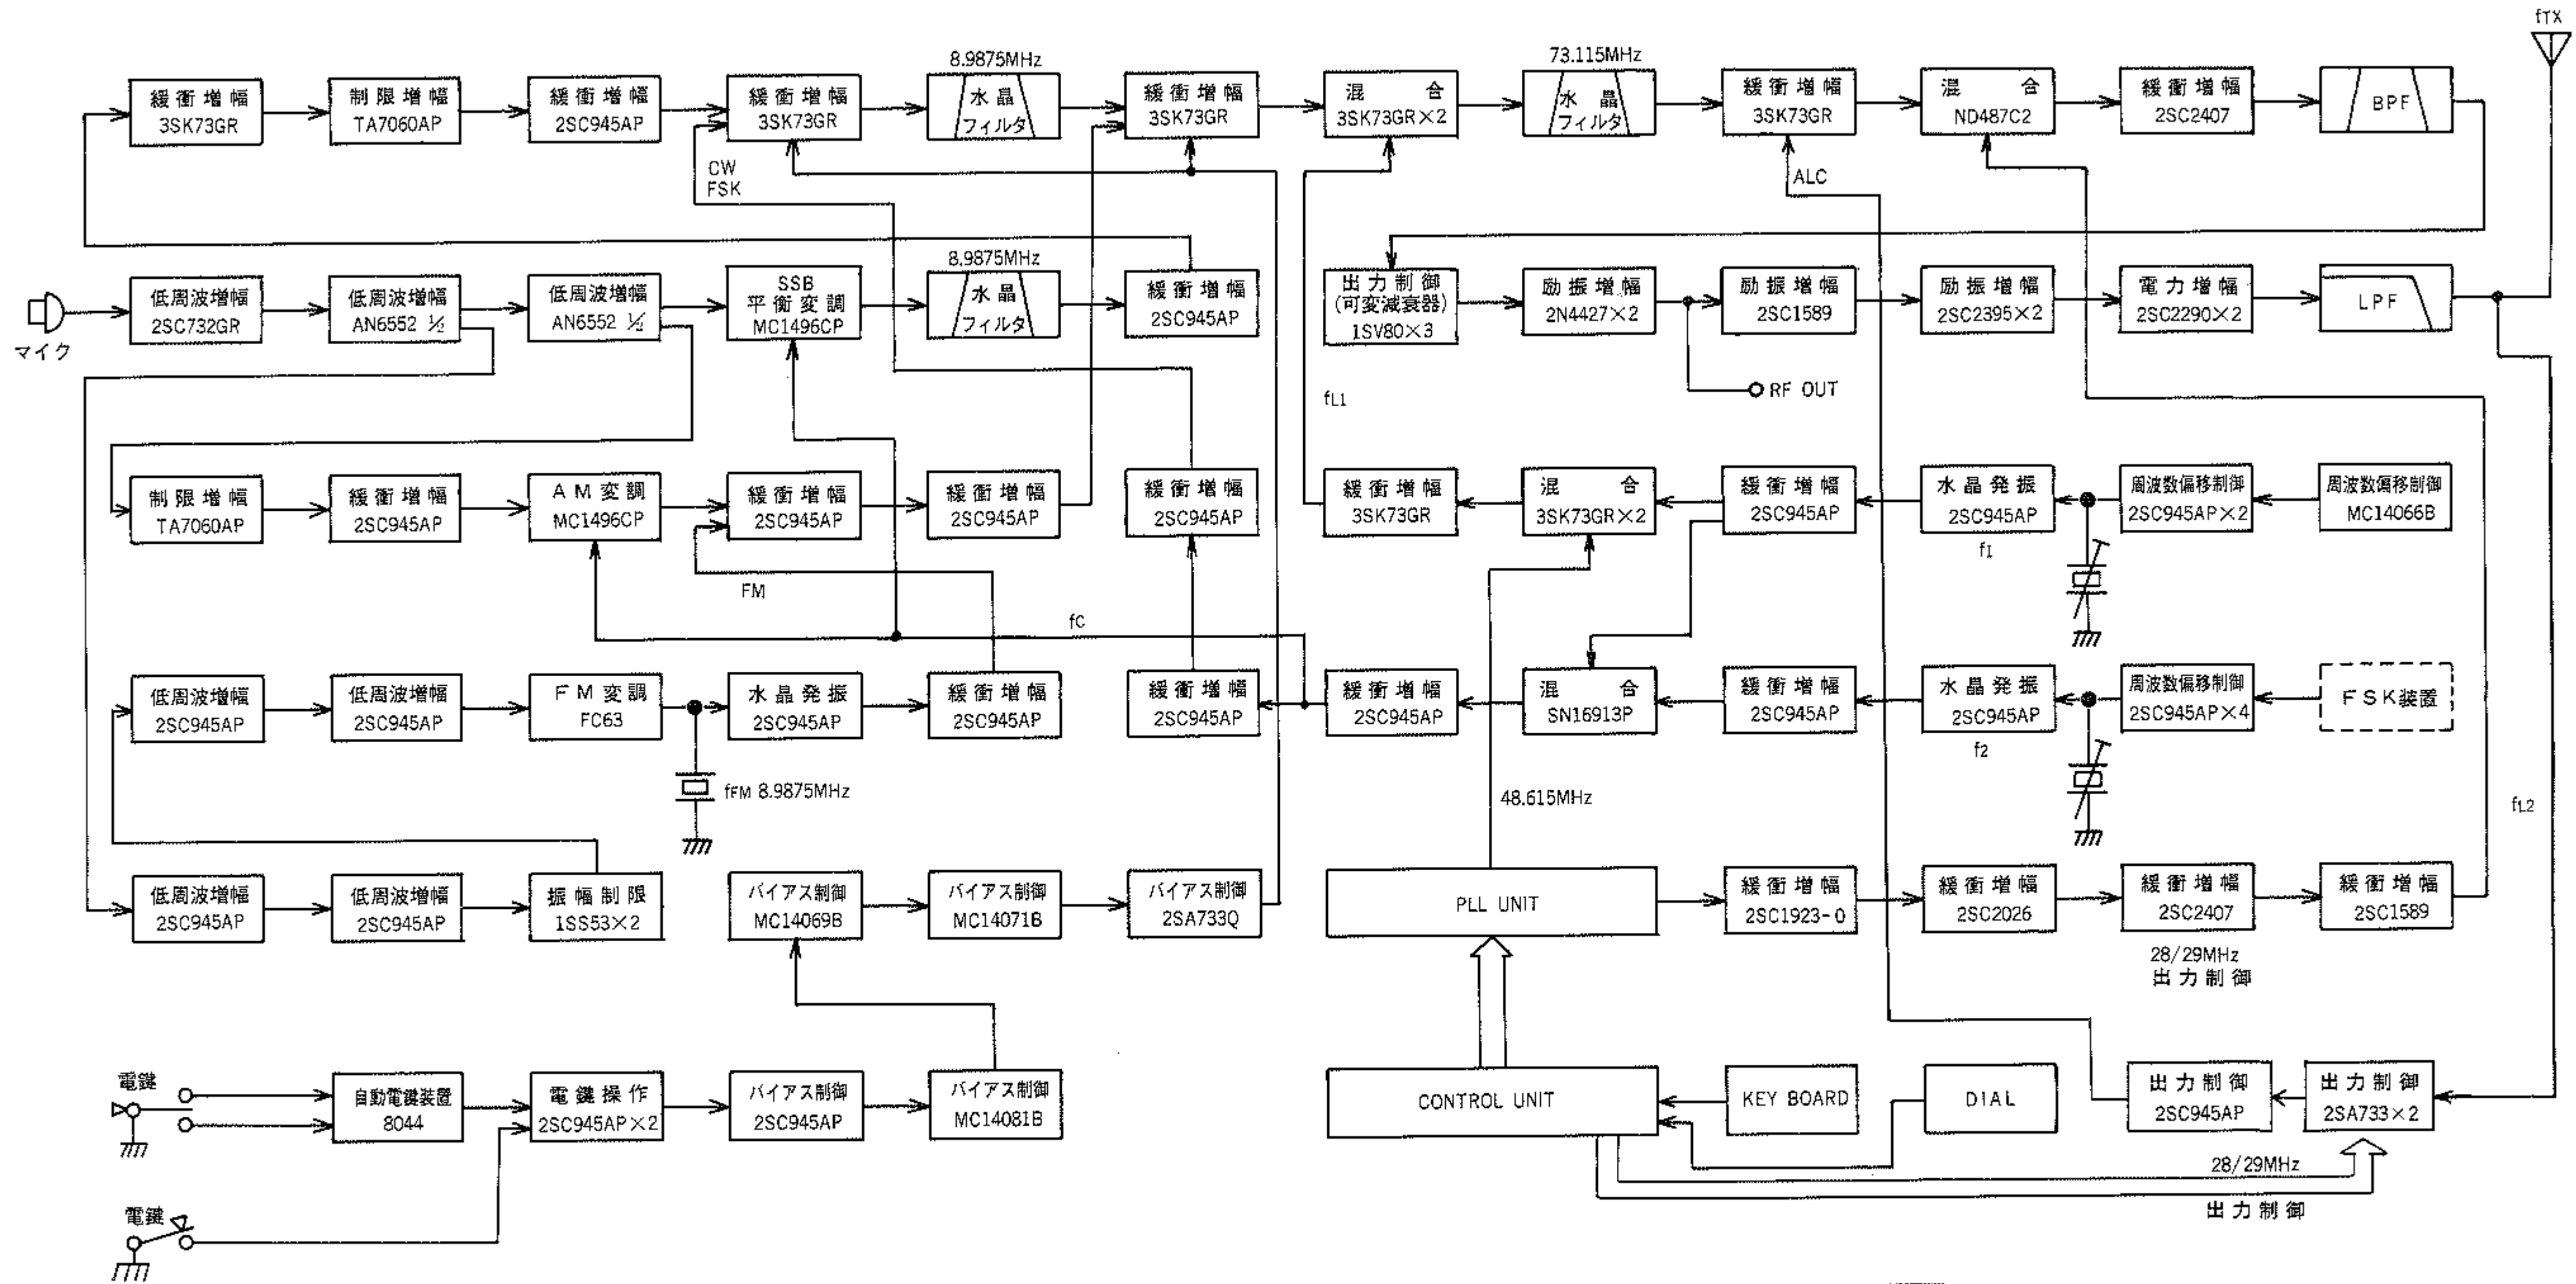 fTX
緩衝増幅
3SK73GR
制限増幅
TA7060AP
緩衝増幅
2SC945AP
緩衝増幅
3SK73GR
8.9875MHz
水晶
フィルタ
緩衝増幅
3SK73GR
混合
3SK73GR×2
73.115MHz
水晶
フィルタ
緩衝増幅
3SK73GR
混合
ND487C2
緩衝増幅
2SC2407
BPF
CW
FSK
ALC
マイク
低周波増幅
2SC732GR
低周波増幅
AN6552 ½
低周波増幅
AN6552 ½
SSB
平衡変調
MC1496CP
8.9875MHz
水晶
フィルタ
緩衝増幅
2SC945AP
出力制御
(可変減衰器)
1SV80×3
励振増幅
2N4427×2
励振増幅
2SC1589
励振増幅
2SC2395×2
電力増幅
2SC2290×2
LPF
RF OUT
fL1
制限増幅
TA7060AP
緩衝増幅
2SC945AP
AM変調
MC1496CP
緩衝増幅
2SC945AP
緩衝増幅
2SC945AP
緩衝増幅
2SC945AP
緩衝増幅
3SK73GR
混合
3SK73GR×2
緩衝増幅
2SC945AP
水晶発振
2SC945AP
f1
周波数偏移制御
2SC945AP×2
周波数偏移制御
MC14066B
FM
fC
低周波増幅
2SC945AP
低周波増幅
2SC945AP
FM変調
FC63
水晶発振
2SC945AP
緩衝増幅
2SC945AP
緩衝増幅
2SC945AP
緩衝増幅
2SC945AP
混合
SN16913P
緩衝増幅
2SC945AP
水晶発振
2SC945AP
f2
周波数偏移制御
2SC945AP×4
FSK装置
fFM 8.9875MHz
48.615MHz
fL2
低周波増幅
2SC945AP
低周波増幅
2SC945AP
振幅制限
1SS53×2
バイアス制御
MC14069B
バイアス制御
MC14071B
バイアス制御
2SA733Q
PLL UNIT
緩衝増幅
2SC1923-O
緩衝増幅
2SC2026
緩衝増幅
2SC2407
緩衝増幅
2SC1589
28/29MHz
出力制御
電鍵
自動電鍵装置
8044
電鍵操作
2SC945AP×2
バイアス制御
2SC945AP
バイアス制御
MC14081B
CONTROL UNIT
KEY BOARD
DIAL
出力制御
2SC945AP
出力制御
2SA733×2
28/29MHz
出力制御
電鍵